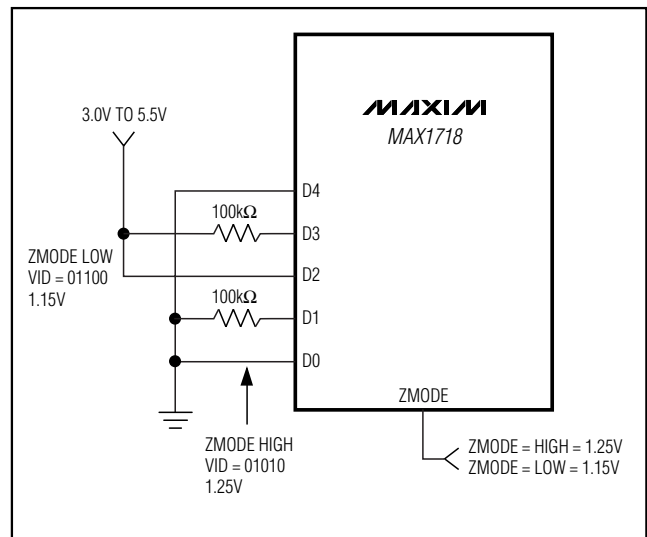 MAXIM
MAX1718
3.0V TO 5.5V
D4
100kΩ
D3
ZMODE LOW
VID = 01100
1.15V
D2
100kΩ
D1
D0
ZMODE
ZMODE HIGH
VID = 01010
1.25V
ZMODE = HIGH = 1.25V
ZMODE = LOW = 1.15V